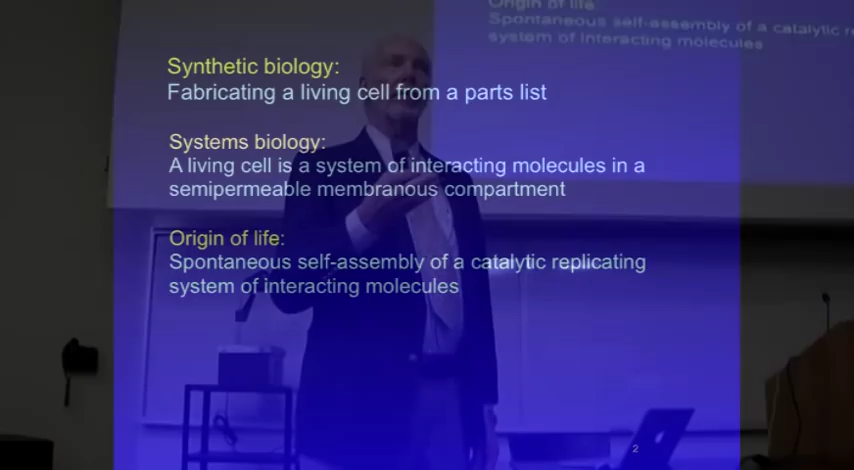 Origin of life:
Spontaneous self-assembly of a catalytic
system of interacting molecules
Synthetic biology:
Fabricating a living cell from a parts list
Systems biology:
A living cell is a system of interacting molecules in a
semipermeable membranous compartment
Origin of life:
Spontaneous self-assembly of a catalytic replicating
system of interacting molecules
2